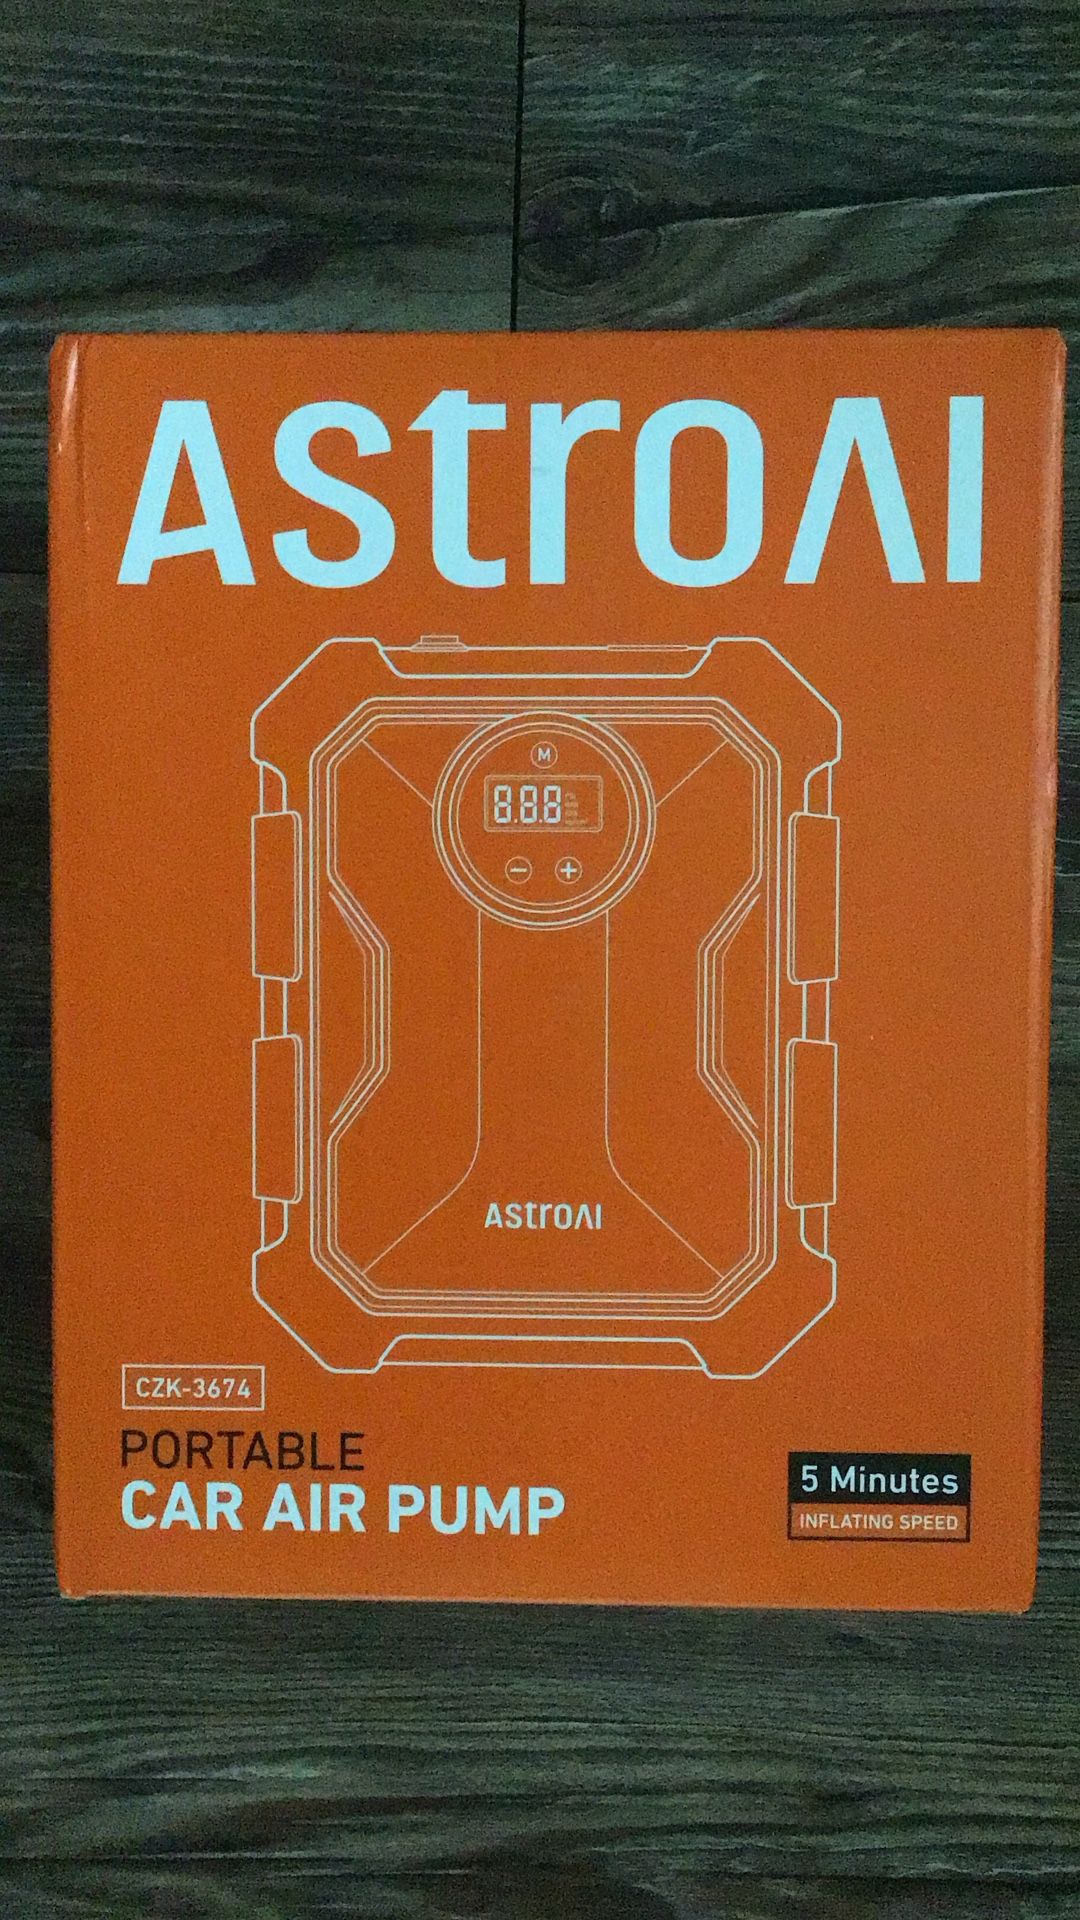 AstroAI
M
8.8.8
− +
AstroAI
CZK-3674
PORTABLE
CAR AIR PUMP
5 Minutes
INFLATING SPEED